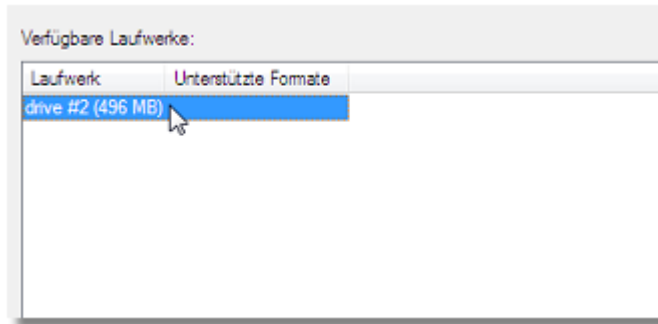 Verfügbare Laufwerke:
Laufwerk Unterstützte Formate
drive #2 (496 MB)